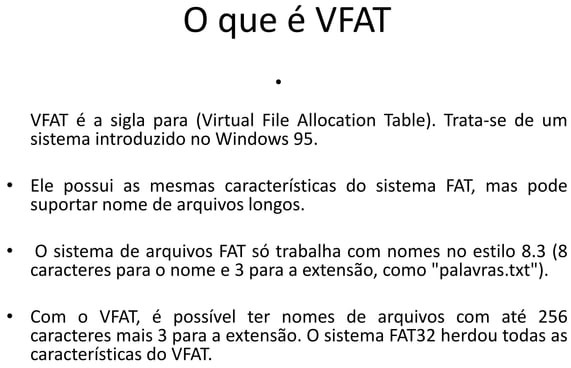 O que é VFAT
•
VFAT é a sigla para (Virtual File Allocation Table). Trata-se de um
sistema introduzido no Windows 95.
• Ele possui as mesmas características do sistema FAT, mas pode
suportar nome de arquivos longos.
• O sistema de arquivos FAT só trabalha com nomes no estilo 8.3 (8
caracteres para o nome e 3 para a extensão, como "palavras.txt").
• Com o VFAT, é possível ter nomes de arquivos com até 256
caracteres mais 3 para a extensão. O sistema FAT32 herdou todas as
características do VFAT.